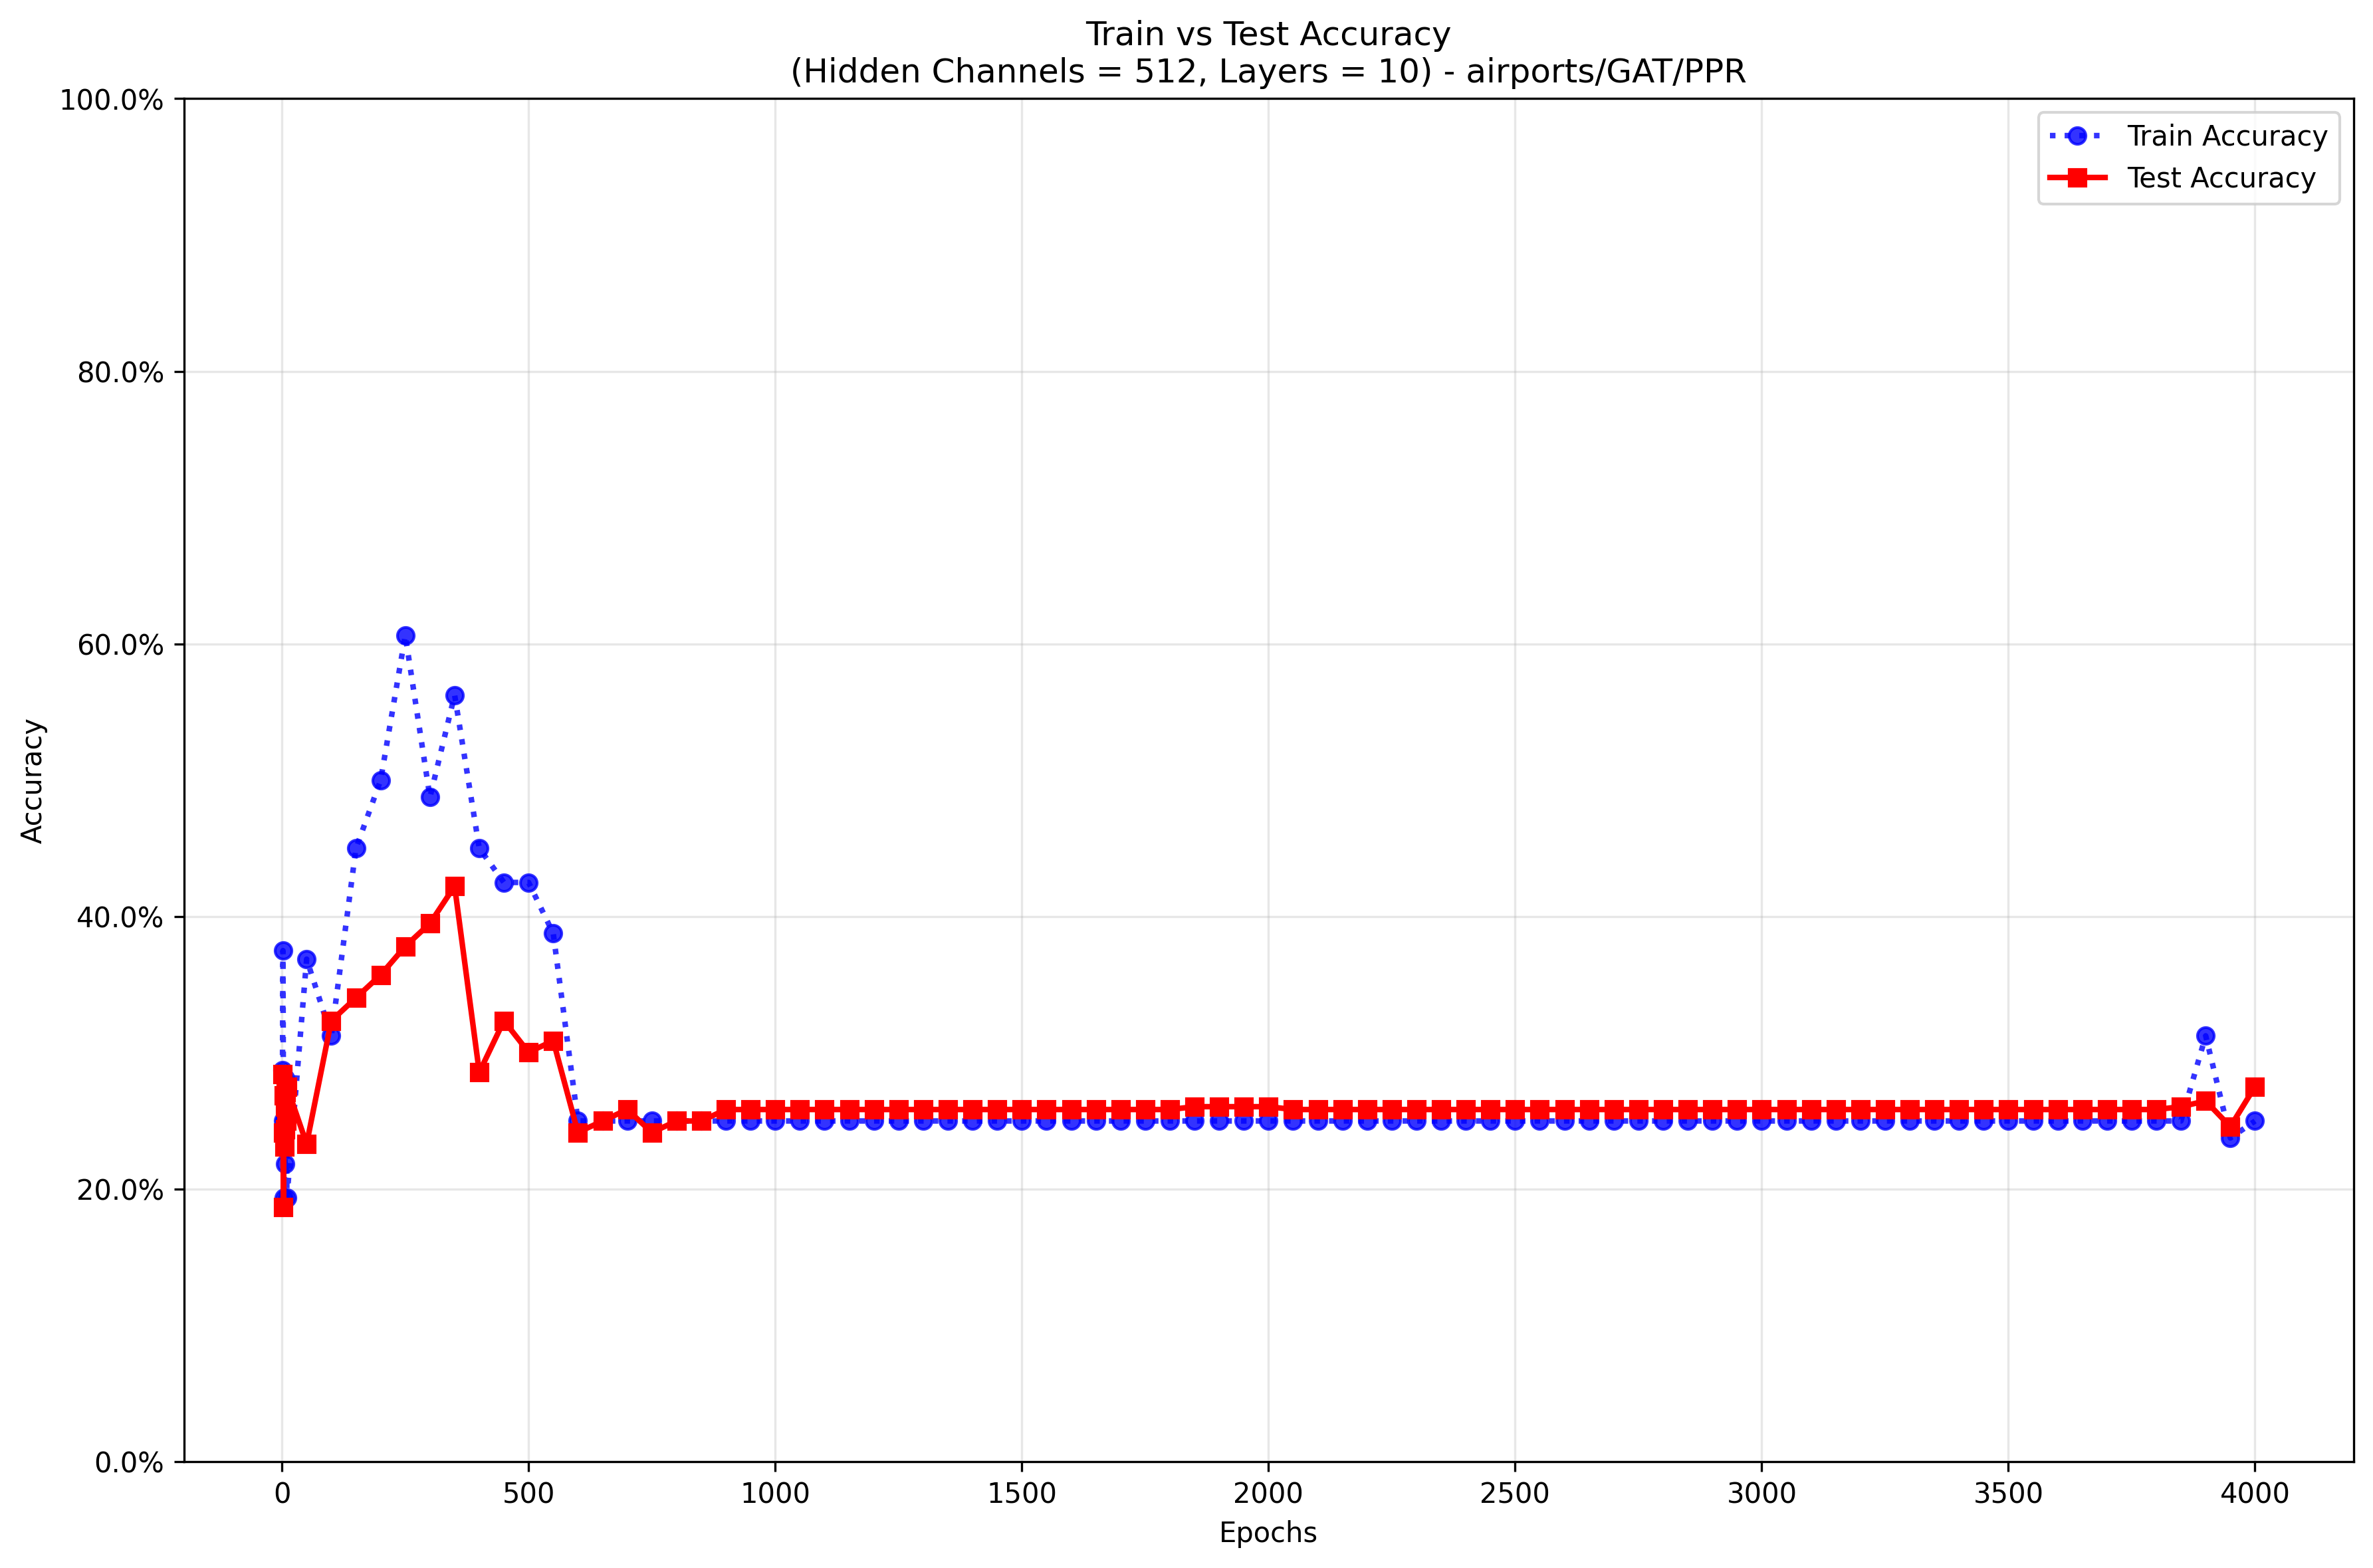 Train vs Test Accuracy
(Hidden Channels = 512, Layers = 10) - airports/GAT/PPR
100.0%
80.0%
60.0%
40.0%
20.0%
0.0%
Accuracy
Train Accuracy
Test Accuracy
0 500 1000 1500 2000 2500 3000 3500 4000
Epochs